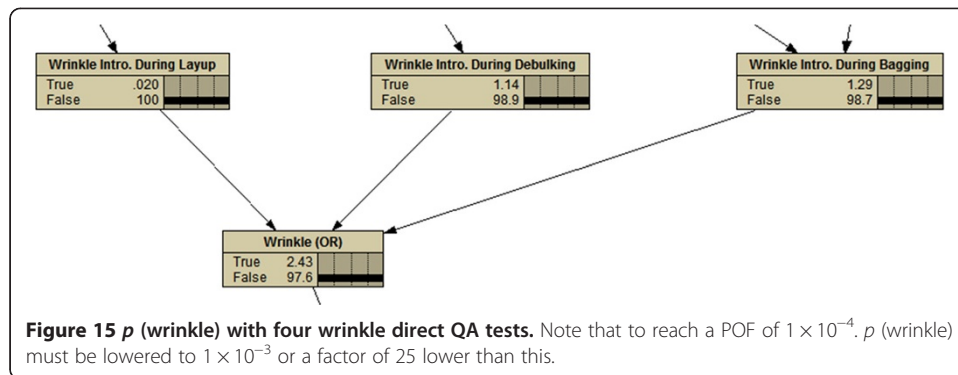 Wrinkle Intro. During Layup
True .020
False 100
Wrinkle Intro. During Debulking
True 1.14
False 98.9
Wrinkle Intro. During Bagging
True 1.29
False 98.7
Wrinkle (OR)
True 2.43
False 97.6
Figure 15 p (wrinkle) with four wrinkle direct QA tests. Note that to reach a POF of 1 × 10⁻⁴. p (wrinkle)
must be lowered to 1 × 10⁻³ or a factor of 25 lower than this.